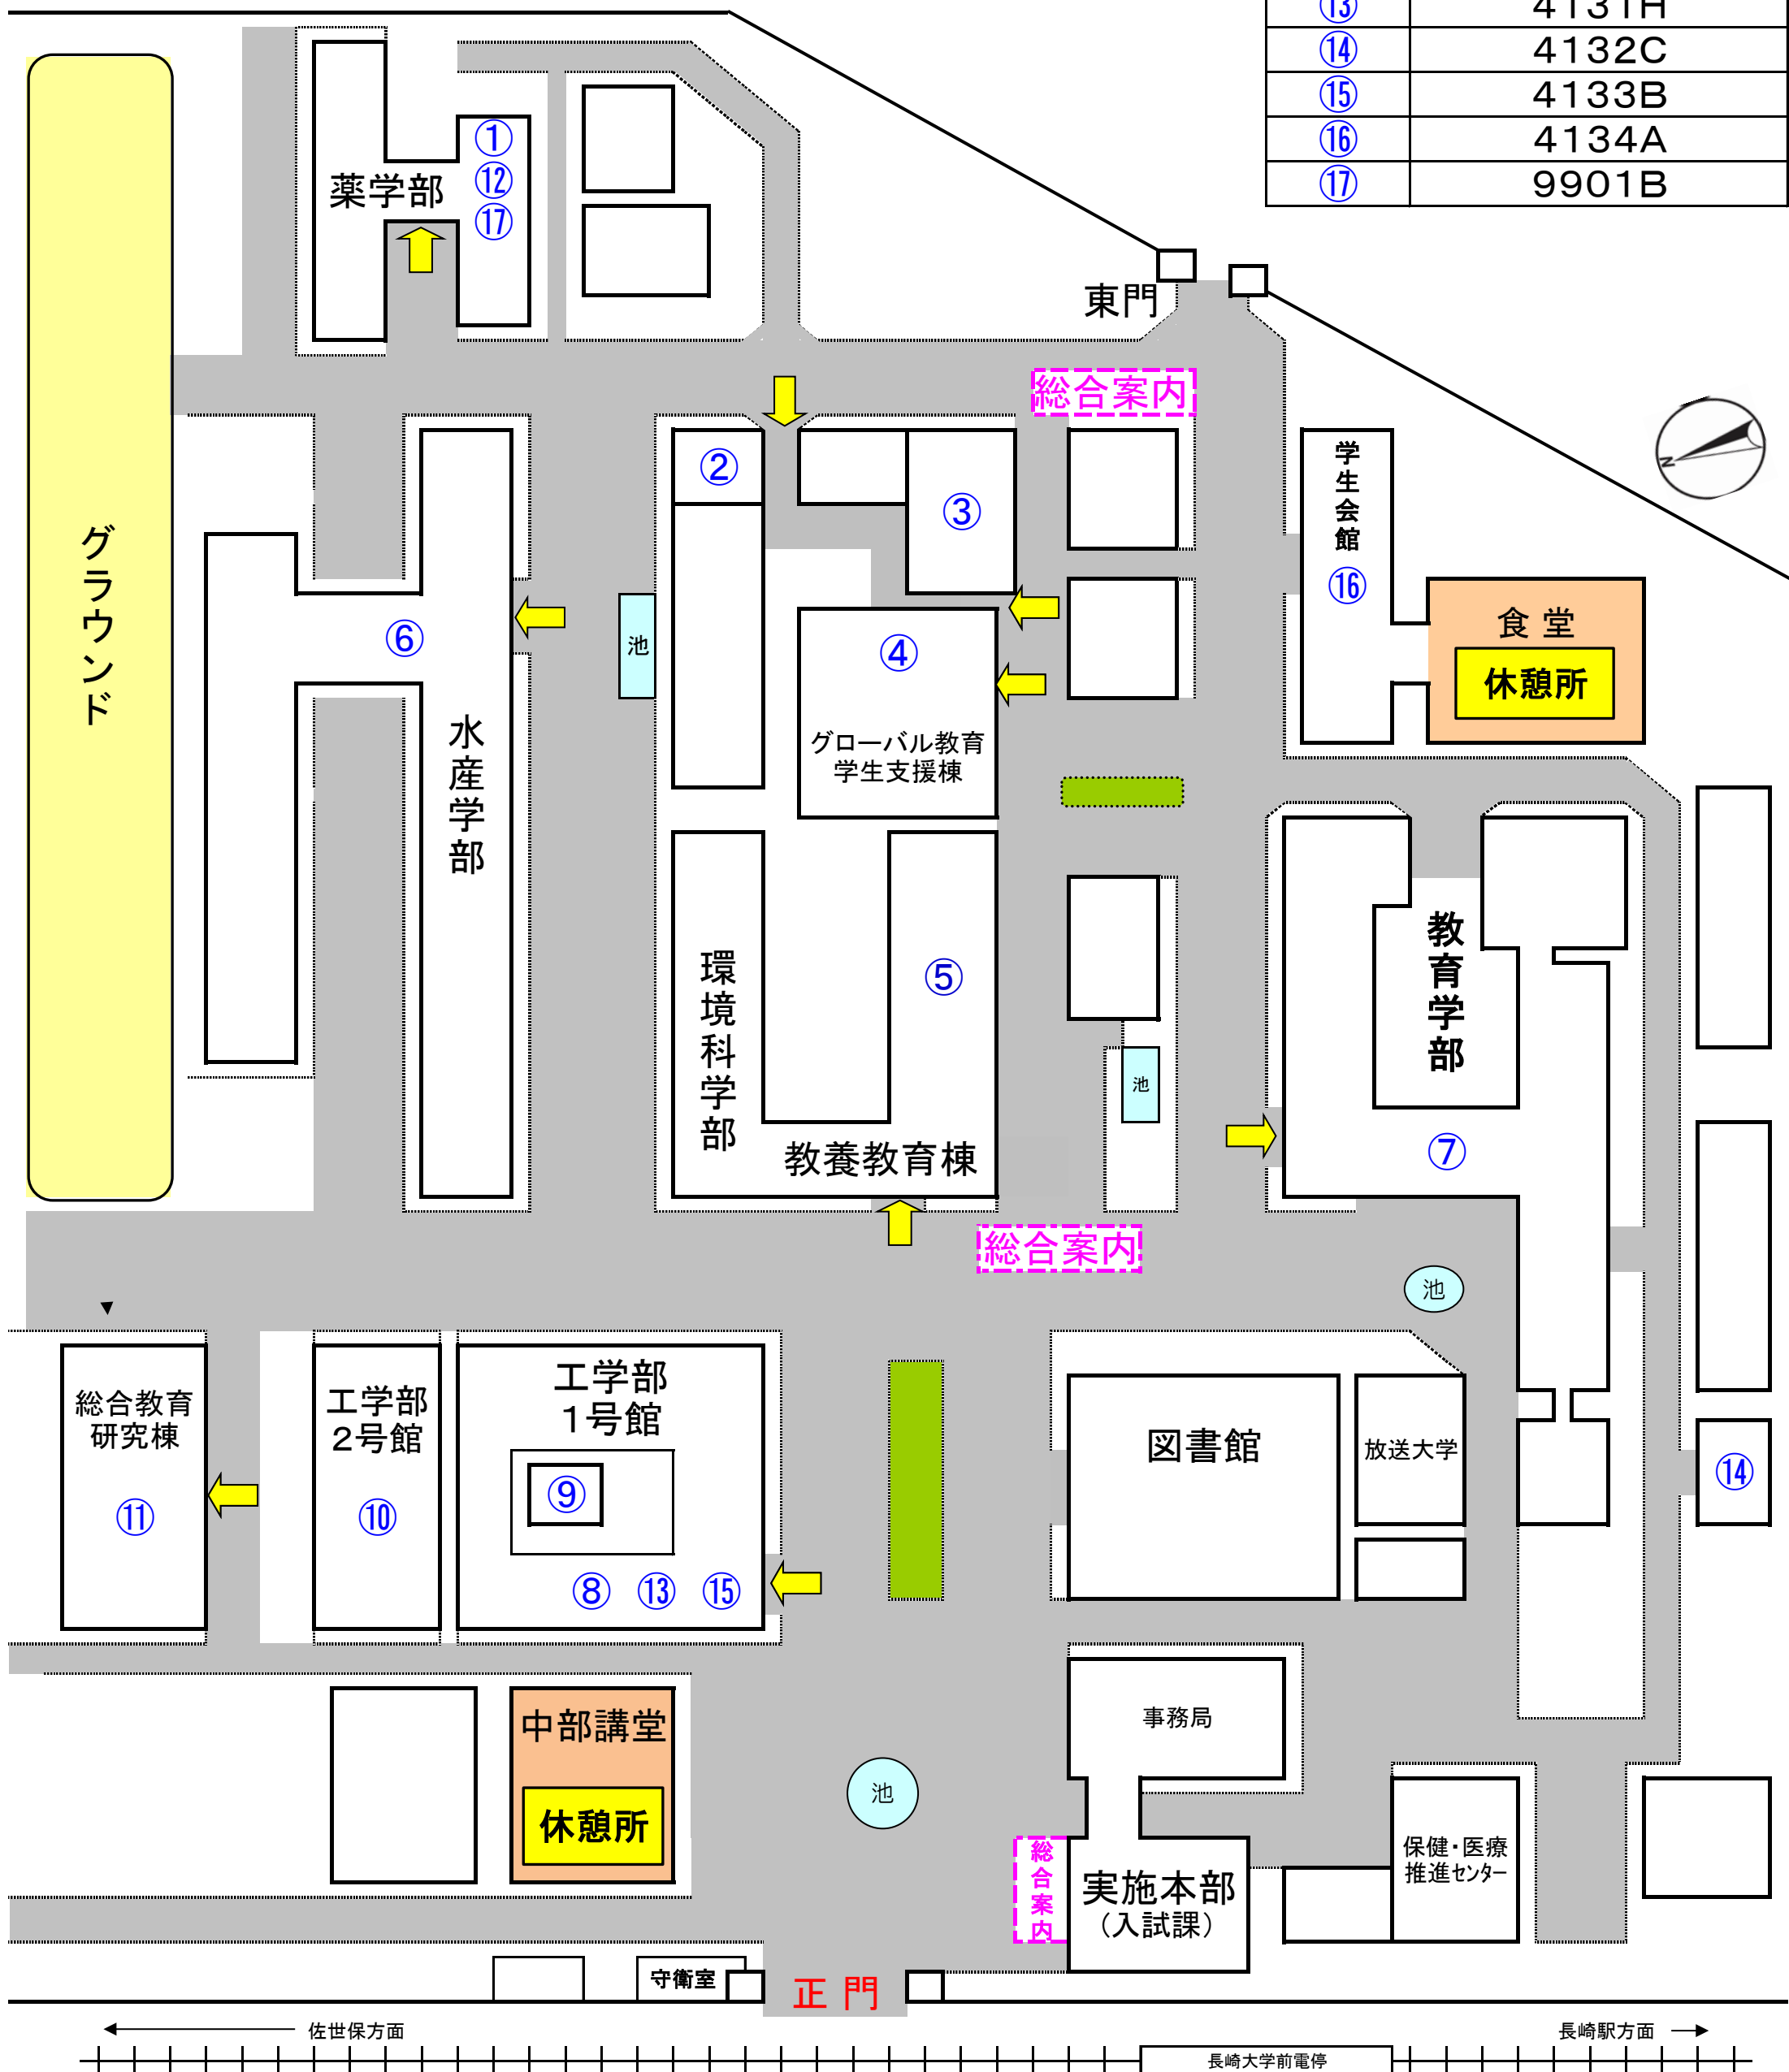 ⑬ 4131H
⑭ 4132C
⑮ 4133B
⑯ 4134A
⑰ 9901B
①
⑫
⑰
薬学部
東門
総合案内
②
③
学生会館
⑯
N
グラウンド
⑥
池
④
食堂
休憩所
水産学部
グローバル教育
学生支援棟
環境科学部
⑤
教育学部
池
教養教育棟
⑦
総合案内
池
総合教育
研究棟
⑪
工学部
2号館
⑩
工学部
1号館
⑨
⑧ ⑬ ⑮
図書館
放送大学
⑭
中部講堂
休憩所
池
事務局
総合案内
実施本部
(入試課)
保健・医療
推進センター
守衛室
正門
佐世保方面
長崎駅方面
長崎大学前電停